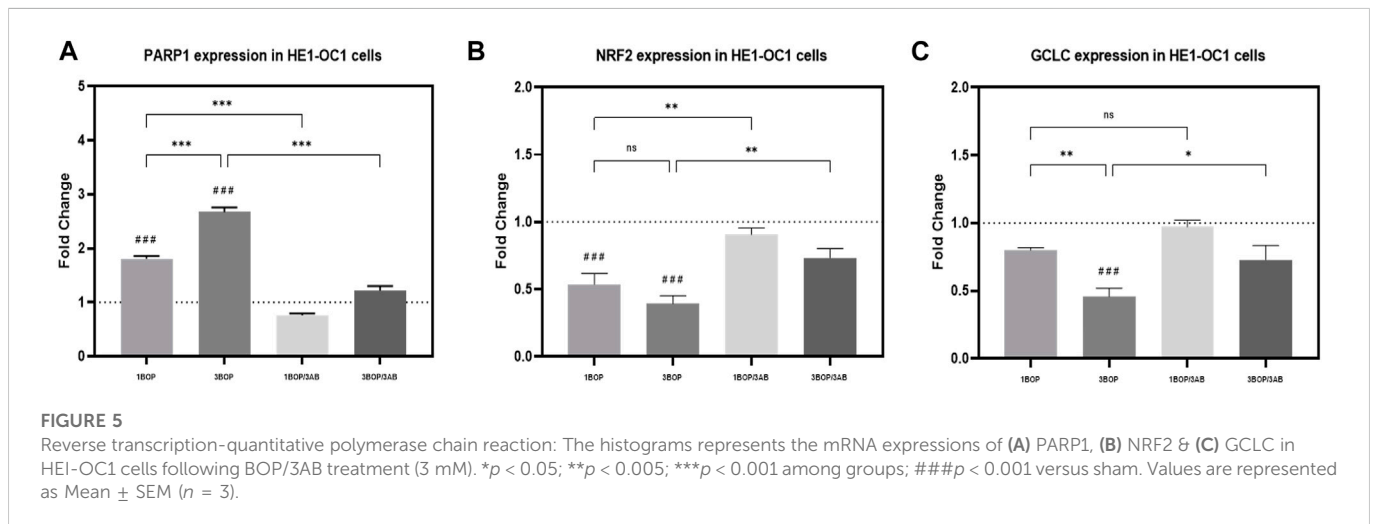 A
PARP1 expression in HE1-OC1 cells
5
4
3
2
1
0
Fold Change
***
***
***
###
###
1BOP
3BOP
1BOP/3AB
3BOP/3AB
B
NRF2 expression in HE1-OC1 cells
2.0
1.5
1.0
0.5
0.0
Fold Change
**
ns
**
###
###
1BOP
3BOP
1BOP/3AB
3BOP/3AB
C
GCLC expression in HE1-OC1 cells
2.0
1.5
1.0
0.5
0.0
Fold Change
ns
**
*
###
1BOP
3BOP
1BOP/3AB
3BOP/3AB
FIGURE 5
Reverse transcription-quantitative polymerase chain reaction: The histograms represents the mRNA expressions of (A) PARP1, (B) NRF2 & (C) GCLC in
HEI-OC1 cells following BOP/3AB treatment (3 mM). *p < 0.05; **p < 0.005; ***p < 0.001 among groups; ###p < 0.001 versus sham. Values are represented
as Mean ± SEM (n = 3).